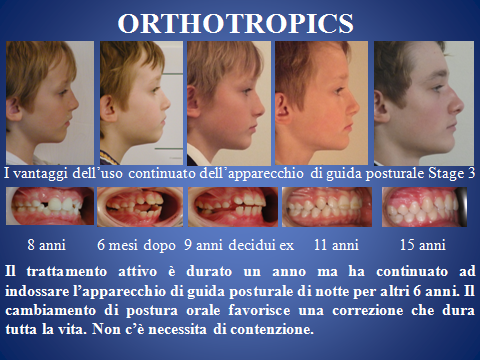 ORTHOTROPICS
I vantaggi dell'uso continuato dell'apparecchio di guida posturale Stage 3
8 anni 6 mesi dopo 9 anni decidui ex 11 anni 15 anni
Il trattamento attivo è durato un anno ma ha continuato ad
indossare l'apparecchio di guida posturale di notte per altri 6 anni. Il
cambiamento di postura orale favorisce una correzione che dura
tutta la vita. Non c'è necessita di contenzione.